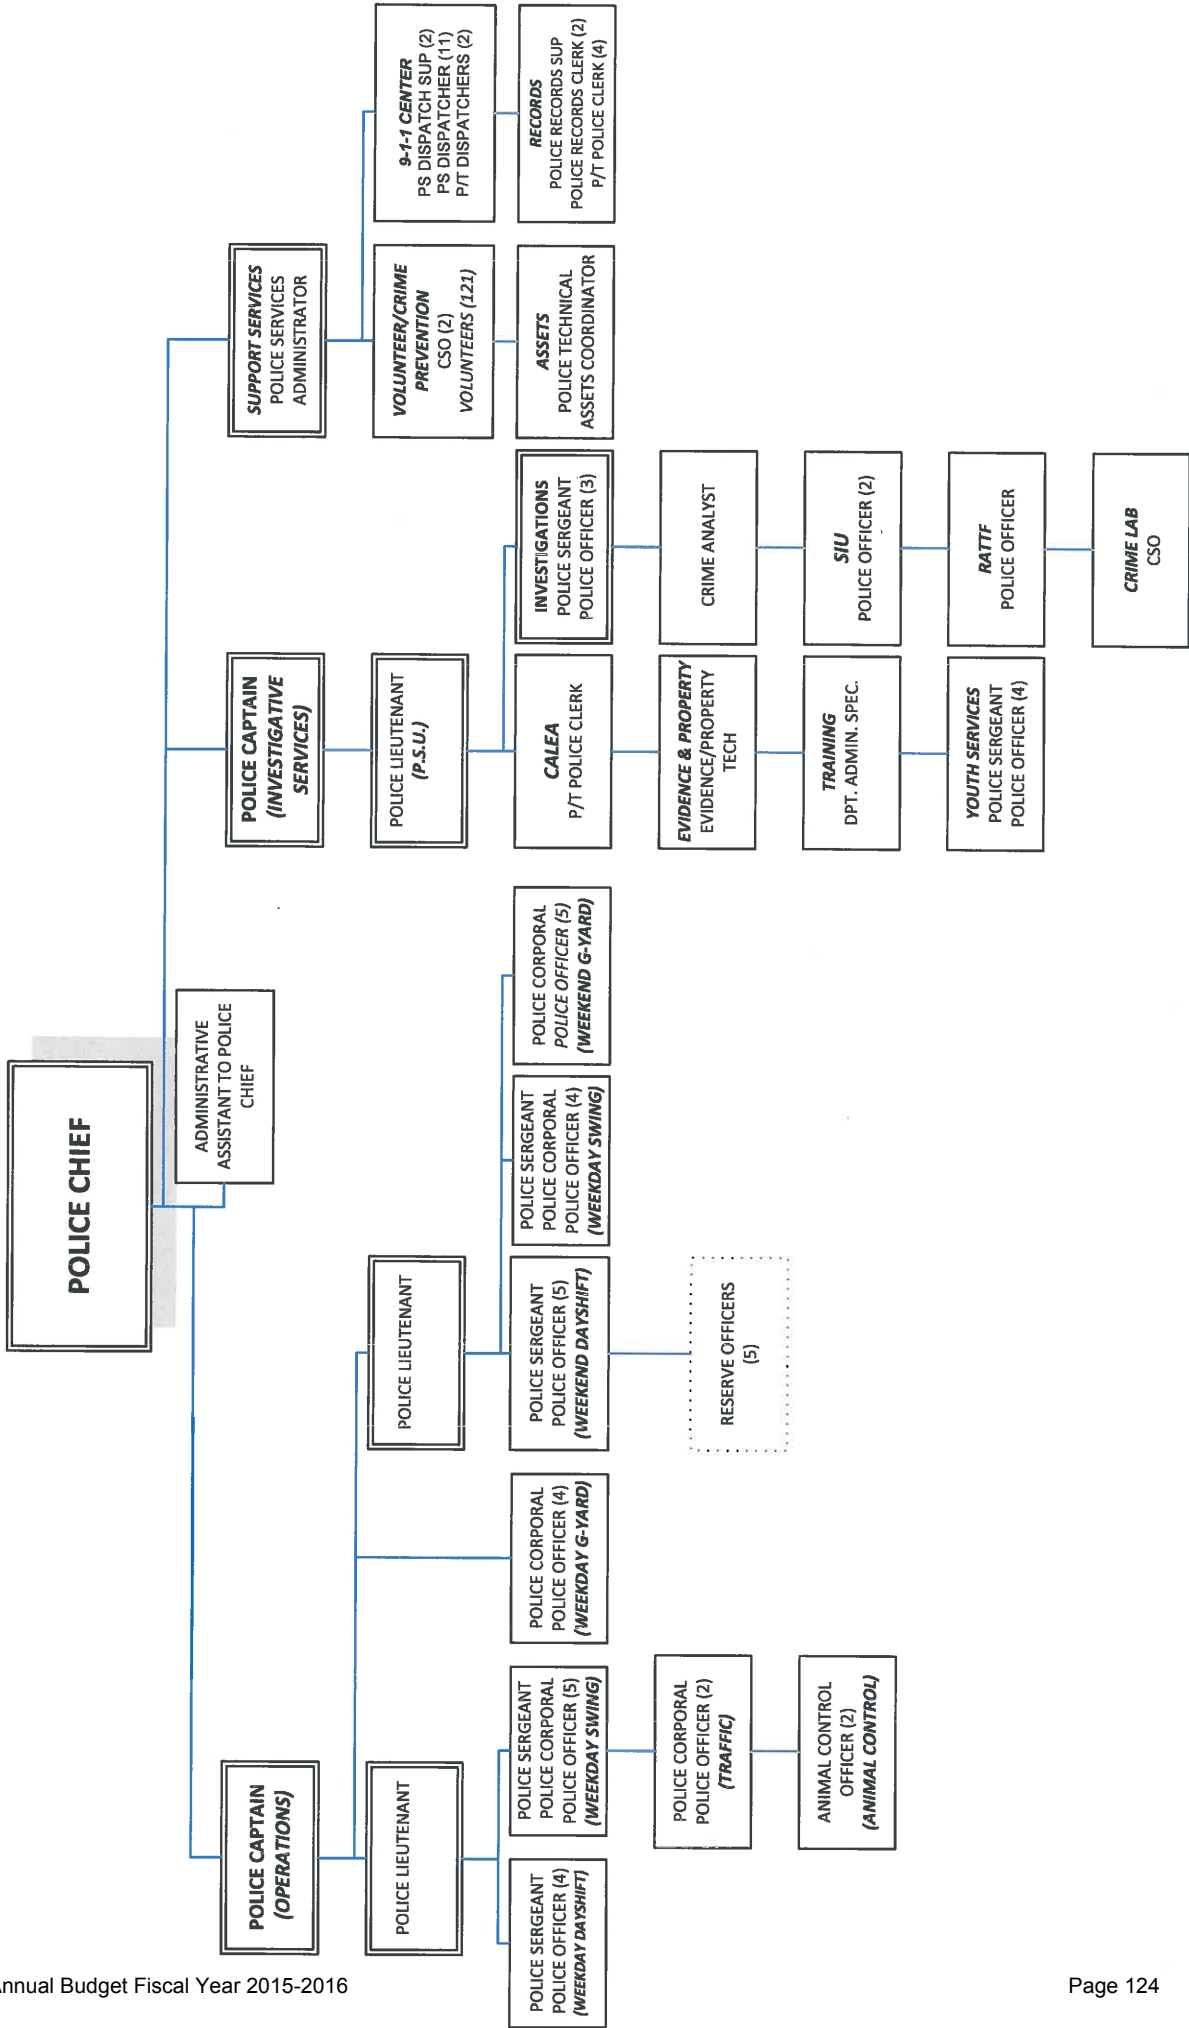 POLICE CHIEF
ADMINISTRATIVE
ASSISTANT TO POLICE
CHIEF
POLICE CAPTAIN
(OPERATIONS)
POLICE LIEUTENANT
POLICE SERGEANT
POLICE OFFICER (4)
(WEEKDAY DAYSHIFT)
POLICE SERGEANT
POLICE CORPORAL
POLICE OFFICER (5)
(WEEKDAY SWING)
POLICE CORPORAL
POLICE OFFICER (2)
(TRAFFIC)
ANIMAL CONTROL
OFFICER (2)
(ANIMAL CONTROL)
POLICE CORPORAL
POLICE OFFICER (4)
(WEEKDAY G-YARD)
POLICE LIEUTENANT
POLICE SERGEANT
POLICE OFFICER (5)
(WEEKEND DAYSHIFT)
RESERVE OFFICERS
(5)
POLICE SERGEANT
POLICE CORPORAL
POLICE OFFICER (4)
(WEEKDAY SWING)
POLICE CORPORAL
POLICE OFFICER (5)
(WEEKEND G-YARD)
POLICE CAPTAIN
(INVESTIGATIVE
SERVICES)
POLICE LIEUTENANT
(P.S.U.)
CALEA
P/T POLICE CLERK
EVIDENCE & PROPERTY
EVIDENCE/PROPERTY
TECH
TRAINING
DPT. ADMIN. SPEC.
YOUTH SERVICES
POLICE SERGEANT
POLICE OFFICER (4)
INVESTIGATIONS
POLICE SERGEANT
POLICE OFFICER (3)
CRIME ANALYST
SIU
POLICE OFFICER (2)
RATTF
POLICE OFFICER
CRIME LAB
CSO
SUPPORT SERVICES
POLICE SERVICES
ADMINISTRATOR
VOLUNTEER/CRIME
PREVENTION
CSO (2)
VOLUNTEERS (121)
ASSETS
POLICE TECHNICAL
ASSETS COORDINATOR
9-1-1 CENTER
PS DISPATCH SUP (2)
PS DISPATCHER (11)
P/T DISPATCHERS (2)
RECORDS
POLICE RECORDS SUP
POLICE RECORDS CLERK (2)
P/T POLICE CLERK (4)
nnual Budget Fiscal Year 2015-2016
Page 124